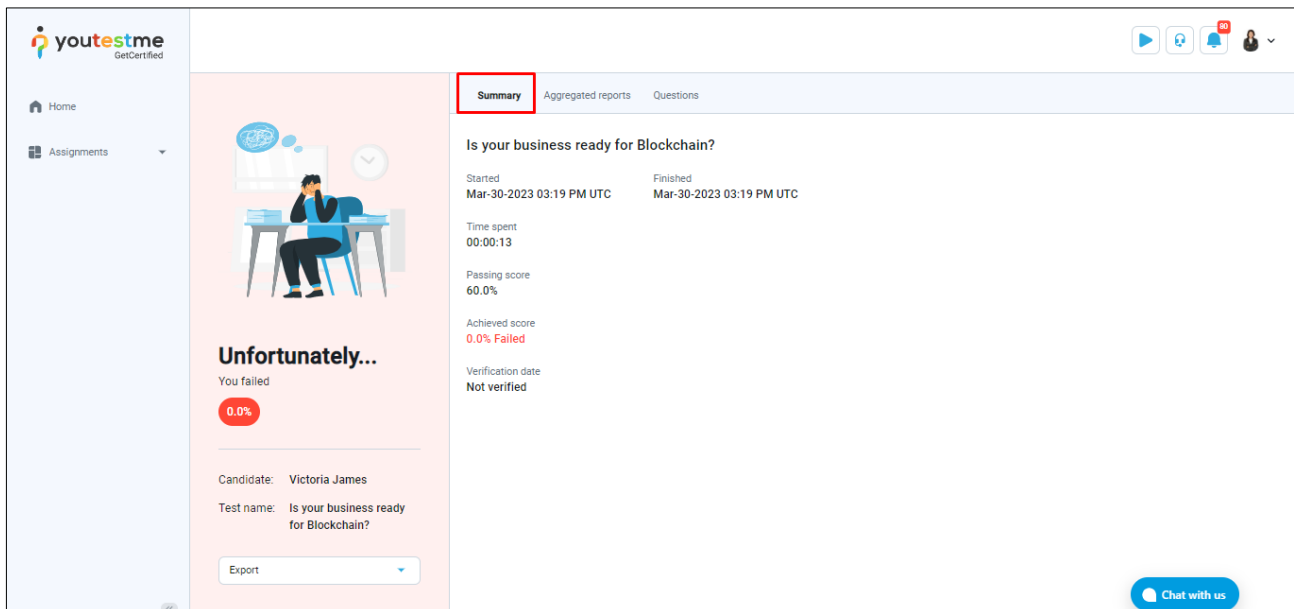 youtestme
GetCertified
80
Home
Assignments
Unfortunately...
You failed
0.0%
Candidate: Victoria James
Test name: Is your business ready
for Blockchain?
Export
Summary Aggregated reports Questions
Is your business ready for Blockchain?
Started Finished
Mar-30-2023 03:19 PM UTC Mar-30-2023 03:19 PM UTC
Time spent
00:00:13
Passing score
60.0%
Achieved score
0.0% Failed
Verification date
Not verified
Chat with us